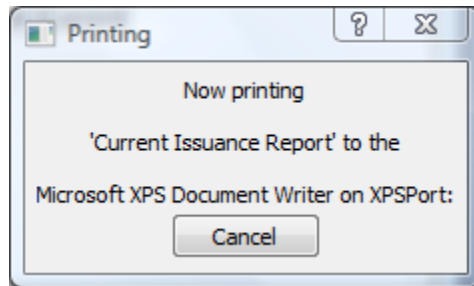 Printing
Now printing
'Current Issuance Report' to the
Microsoft XPS Document Writer on XPSPort:
Cancel